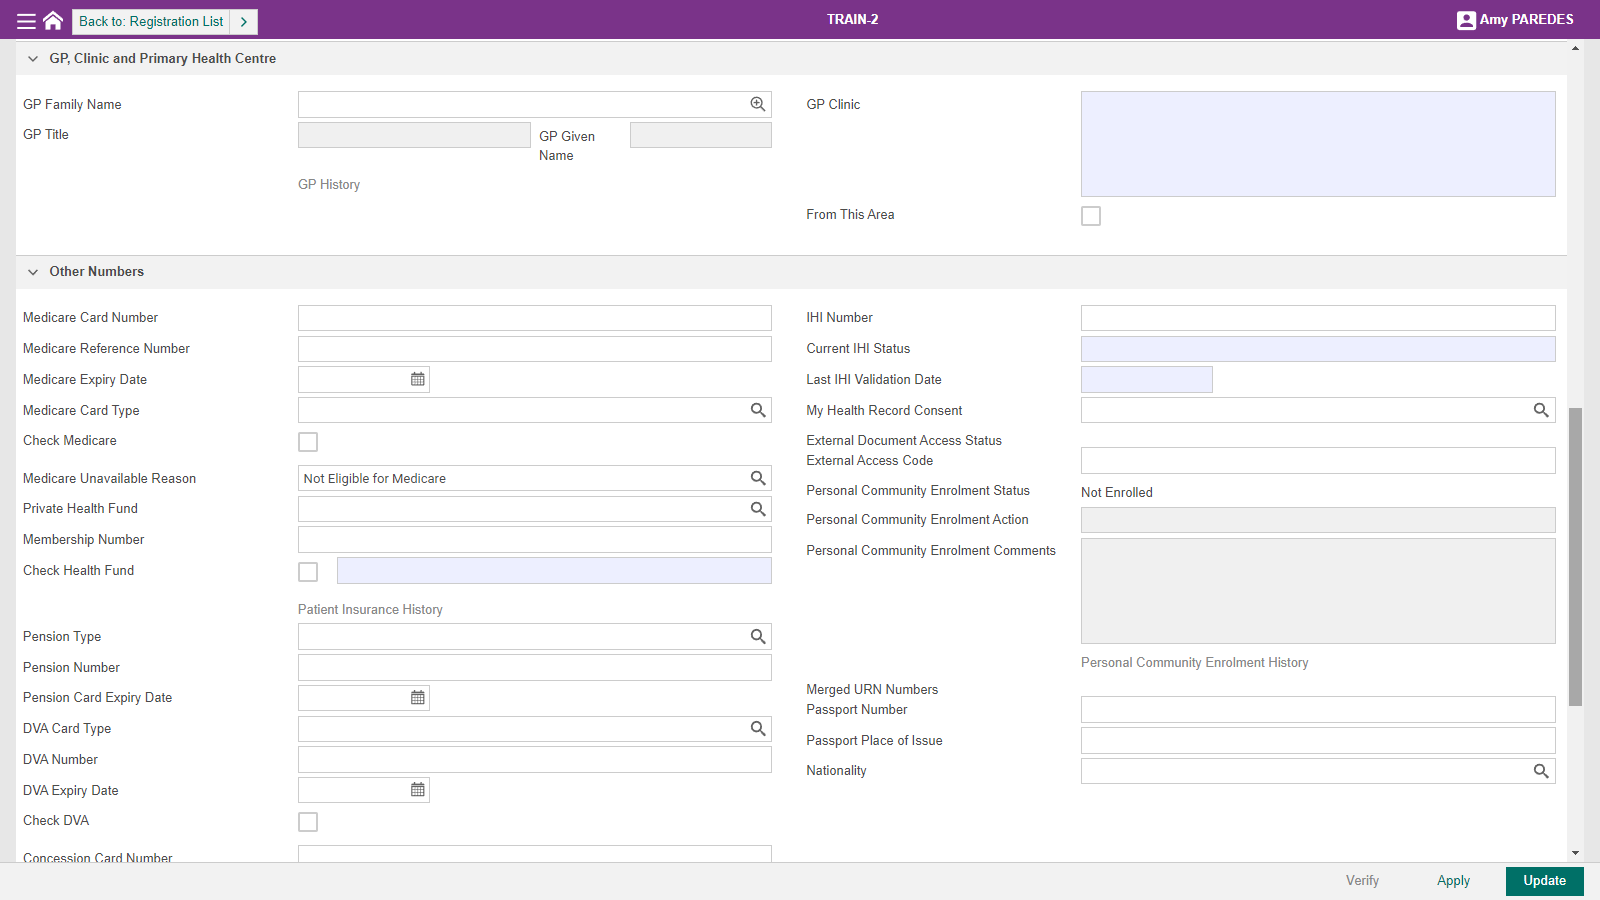 Back to: Registration List
TRAIN-2
Amy PAREDES
GP, Clinic and Primary Health Centre
GP Family Name
GP Title
GP Given
Name
GP History
GP Clinic
From This Area
Other Numbers
Medicare Card Number
Medicare Reference Number
Medicare Expiry Date
Medicare Card Type
Check Medicare
Medicare Unavailable Reason
Not Eligible for Medicare
Private Health Fund
Membership Number
Check Health Fund
Patient Insurance History
Pension Type
Pension Number
Pension Card Expiry Date
DVA Card Type
DVA Number
DVA Expiry Date
Check DVA
Concession Card Number
IHI Number
Current IHI Status
Last IHI Validation Date
My Health Record Consent
External Document Access Status
External Access Code
Personal Community Enrolment Status
Not Enrolled
Personal Community Enrolment Action
Personal Community Enrolment Comments
Personal Community Enrolment History
Merged URN Numbers
Passport Number
Passport Place of Issue
Nationality
Verify
Apply
Update